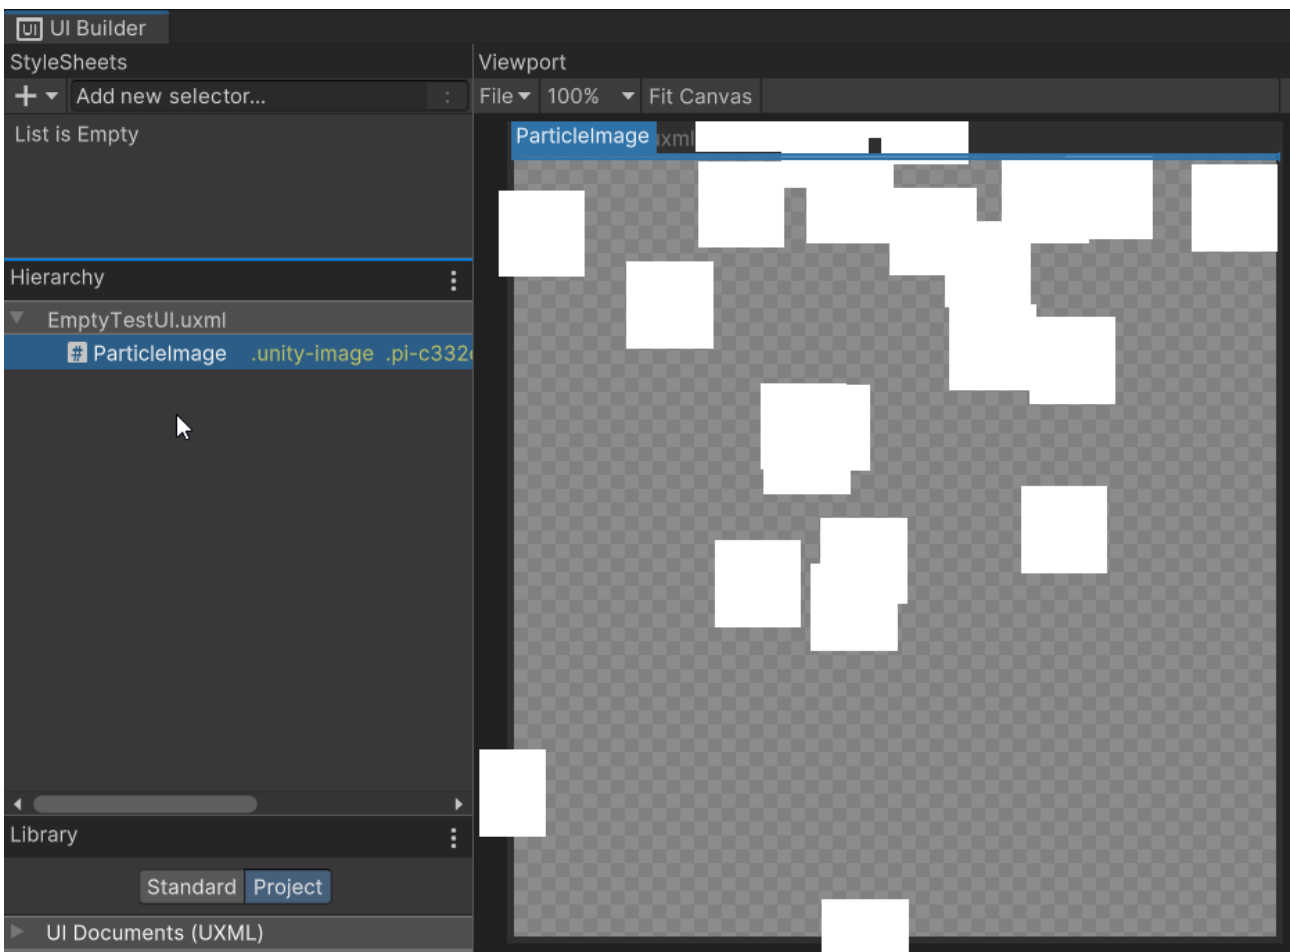 UI Builder
StyleSheets
Add new selector...
List is Empty
Hierarchy
EmptyTestUI.uxml
# ParticleImage .unity-image .pi-c332
Library
Standard Project
UI Documents (UXML)
Viewport
File 100% Fit Canvas
ParticleImage uxml